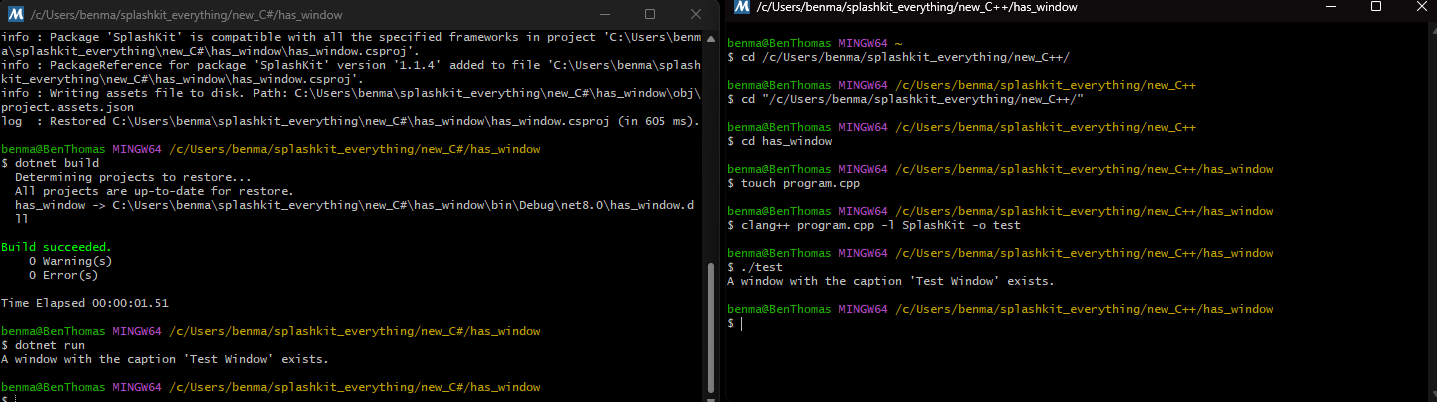 /c/Users/benma/splashkit_everything/new_C#/has_window
info : Package 'SplashKit' is compatible with all the specified frameworks in project 'C:\Users\benm
a\splashkit_everything\new_C#\has_window\has_window.csproj'.
info : PackageReference for package 'SplashKit' version '1.1.4' added to file 'C:\Users\benma\splash
kit_everything\new_C#\has_window\has_window.csproj'.
info : Writing assets file to disk. Path: C:\Users\benma\splashkit_everything\new_C#\has_window\obj\
project.assets.json
log  : Restored C:\Users\benma\splashkit_everything\new_C#\has_window\has_window.csproj (in 605 ms).
benma@BenThomas MINGW64 /c/Users/benma/splashkit_everything/new_C#/has_window
$ dotnet build
  Determining projects to restore...
  All projects are up-to-date for restore.
  has_window -> C:\Users\benma\splashkit_everything\new_C#\has_window\bin\Debug\net8.0\has_window.d
  ll
Build succeeded.
    0 Warning(s)
    0 Error(s)
Time Elapsed 00:00:01.51
benma@BenThomas MINGW64 /c/Users/benma/splashkit_everything/new_C#/has_window
$ dotnet run
A window with the caption 'Test Window' exists.
benma@BenThomas MINGW64 /c/Users/benma/splashkit_everything/new_C#/has_window
$
/c/Users/benma/splashkit_everything/new_C++/has_window
benma@BenThomas MINGW64 ~
$ cd /c/Users/benma/splashkit_everything/new_C++/
benma@BenThomas MINGW64 /c/Users/benma/splashkit_everything/new_C++
$ cd "/c/Users/benma/splashkit_everything/new_C++/"
benma@BenThomas MINGW64 /c/Users/benma/splashkit_everything/new_C++
$ cd has_window
benma@BenThomas MINGW64 /c/Users/benma/splashkit_everything/new_C++/has_window
$ touch program.cpp
benma@BenThomas MINGW64 /c/Users/benma/splashkit_everything/new_C++/has_window
$ clang++ program.cpp -l SplashKit -o test
benma@BenThomas MINGW64 /c/Users/benma/splashkit_everything/new_C++/has_window
$ ./test
A window with the caption 'Test Window' exists.
benma@BenThomas MINGW64 /c/Users/benma/splashkit_everything/new_C++/has_window
$